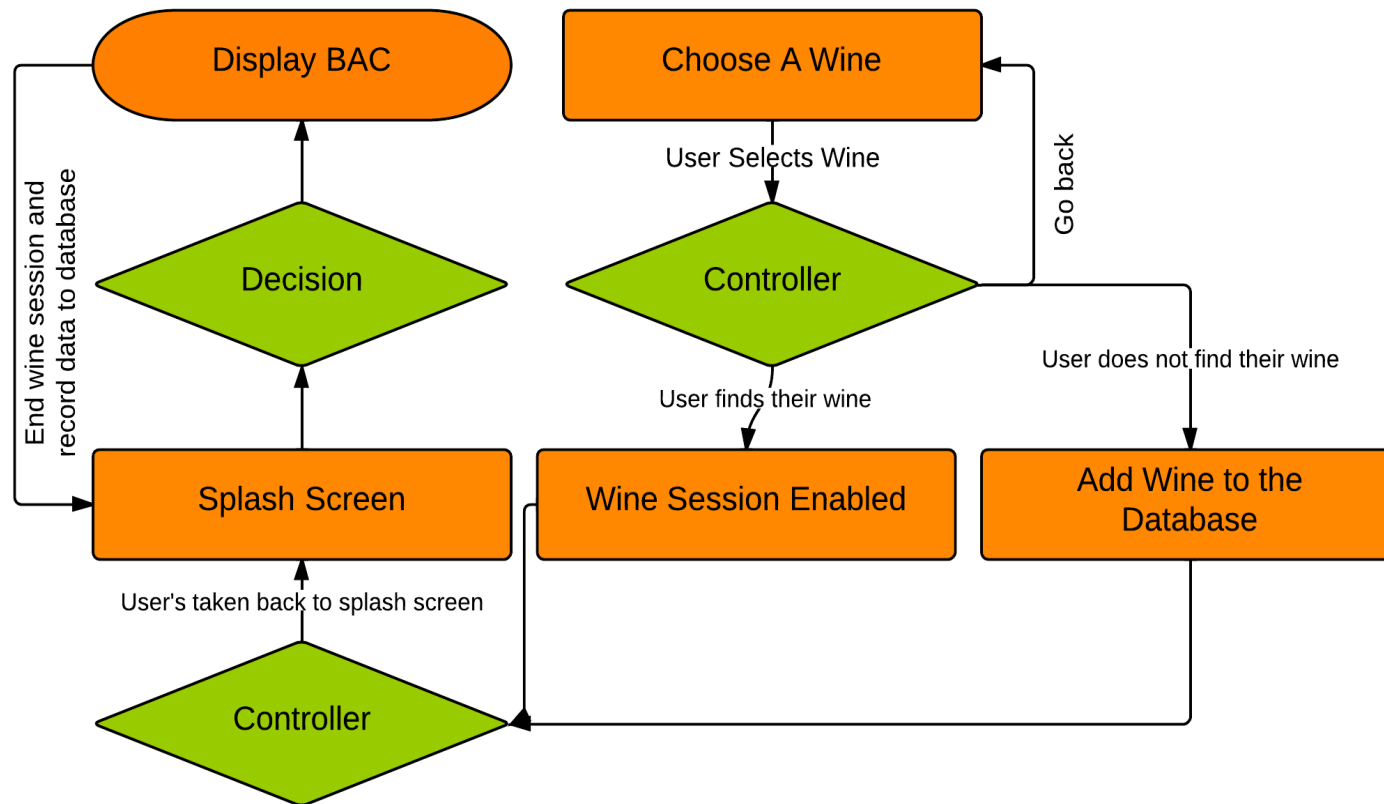 Display BAC
Choose A Wine
User Selects Wine
End wine session and
record data to database
Decision
Controller
Go back
User does not find their wine
User finds their wine
Splash Screen
Wine Session Enabled
Add Wine to the
Database
User's taken back to splash screen
Controller